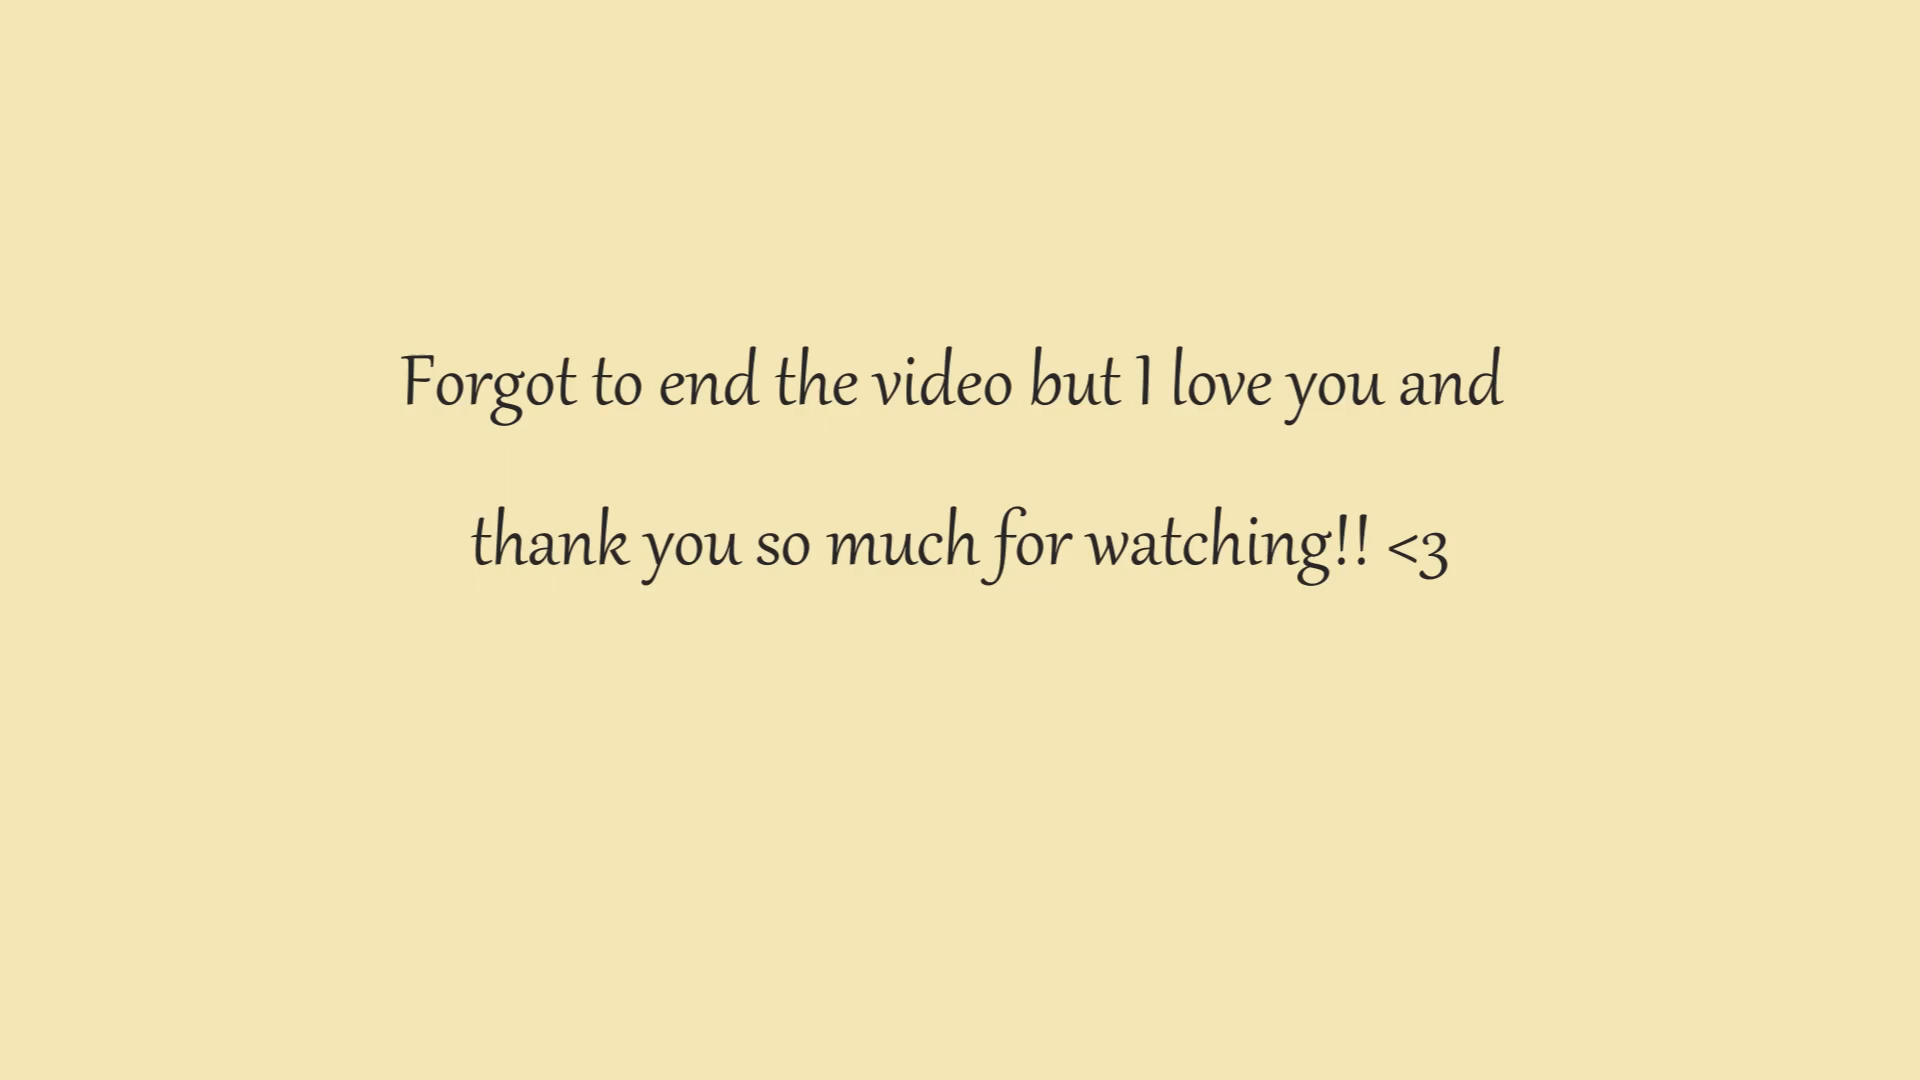 Forgot to end the video but I love you and
thank you so much for watching!! <3